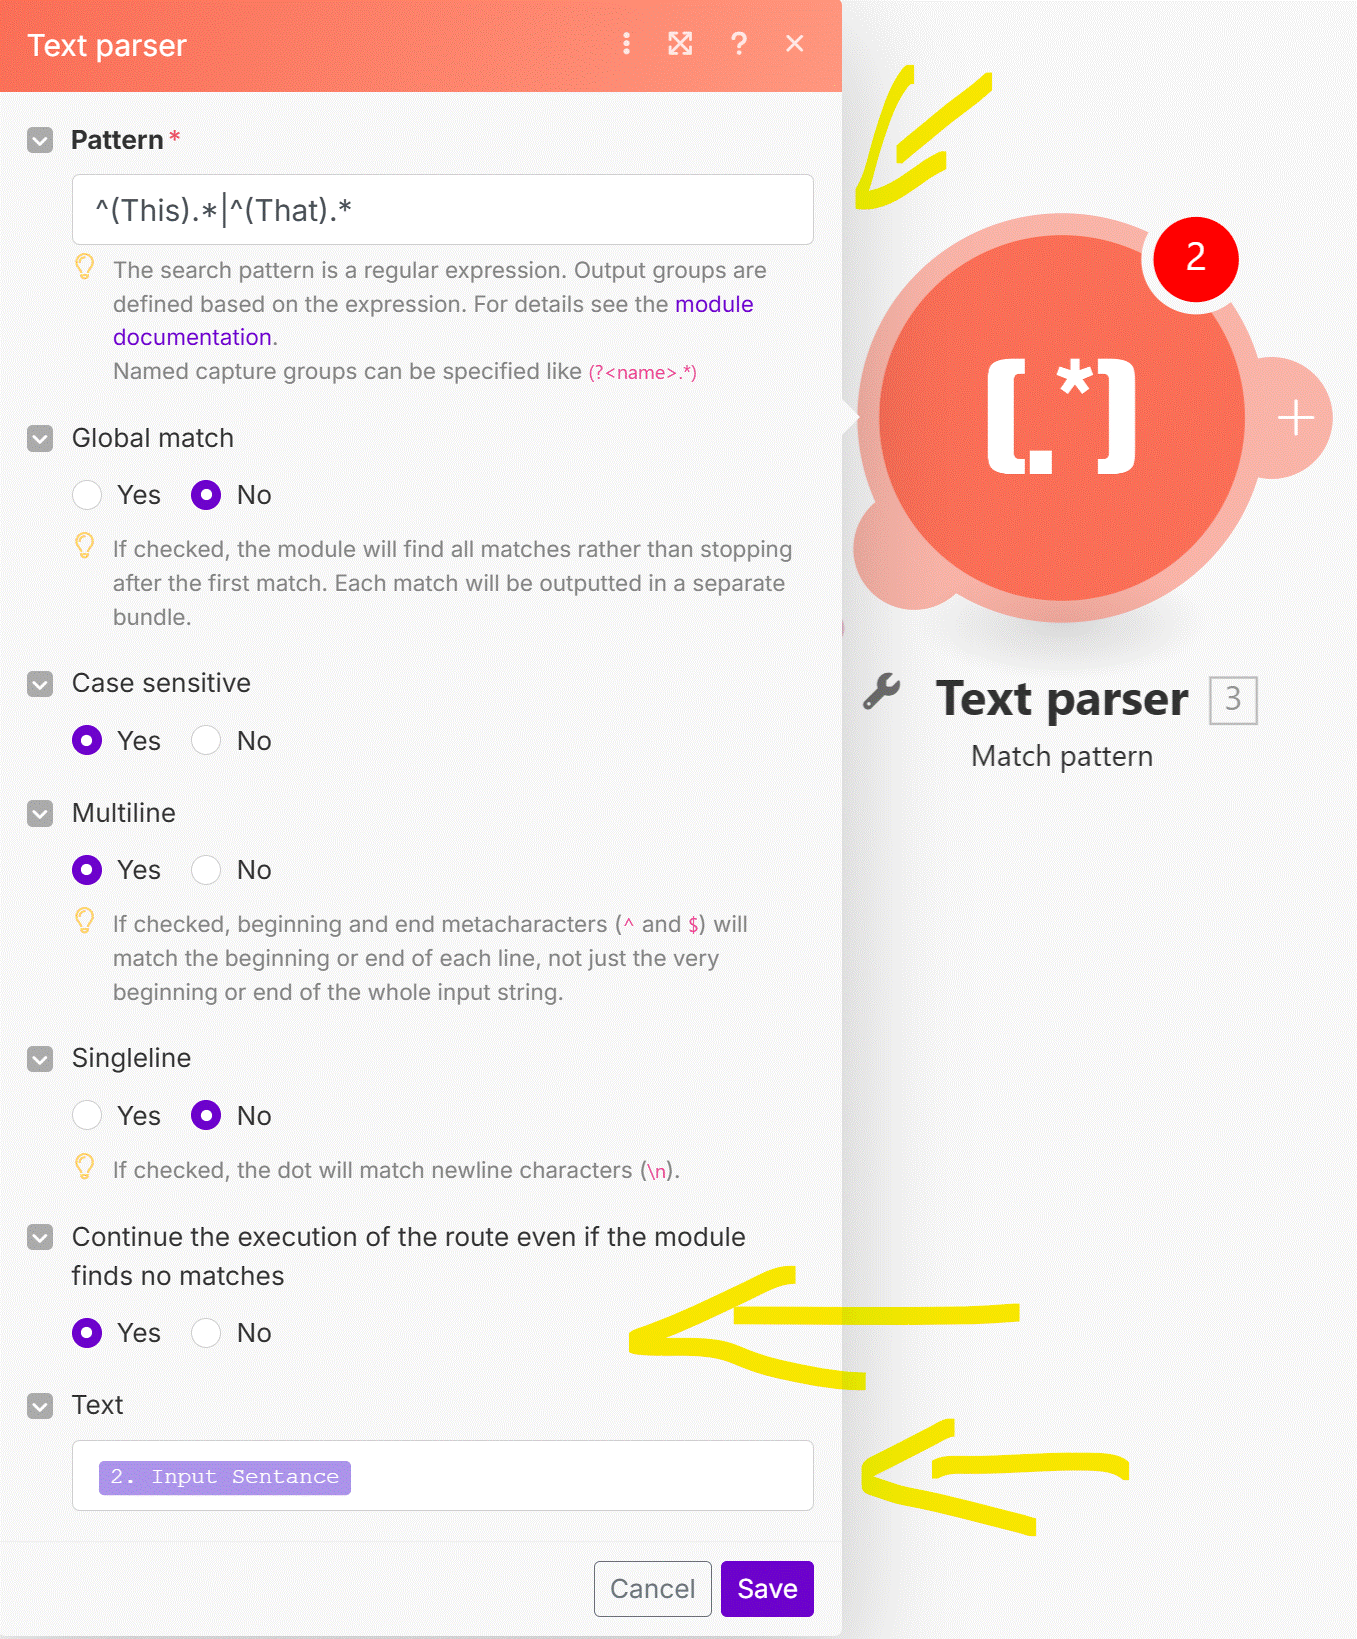 Text parser
Pattern *
^(This).*|^(That).*
The search pattern is a regular expression. Output groups are
defined based on the expression. For details see the module
documentation.
Named capture groups can be specified like (?<name>.*)
Global match
Yes No
If checked, the module will find all matches rather than stopping
after the first match. Each match will be outputted in a separate
bundle.
Case sensitive
Yes No
Multiline
Yes No
If checked, beginning and end metacharacters (^ and $) will
match the beginning or end of each line, not just the very
beginning or end of the whole input string.
Singleline
Yes No
If checked, the dot will match newline characters (\n).
Continue the execution of the route even if the module
finds no matches
Yes No
Text
2. Input Sentance
Cancel Save
2
(.*)
Text parser 3
Match pattern